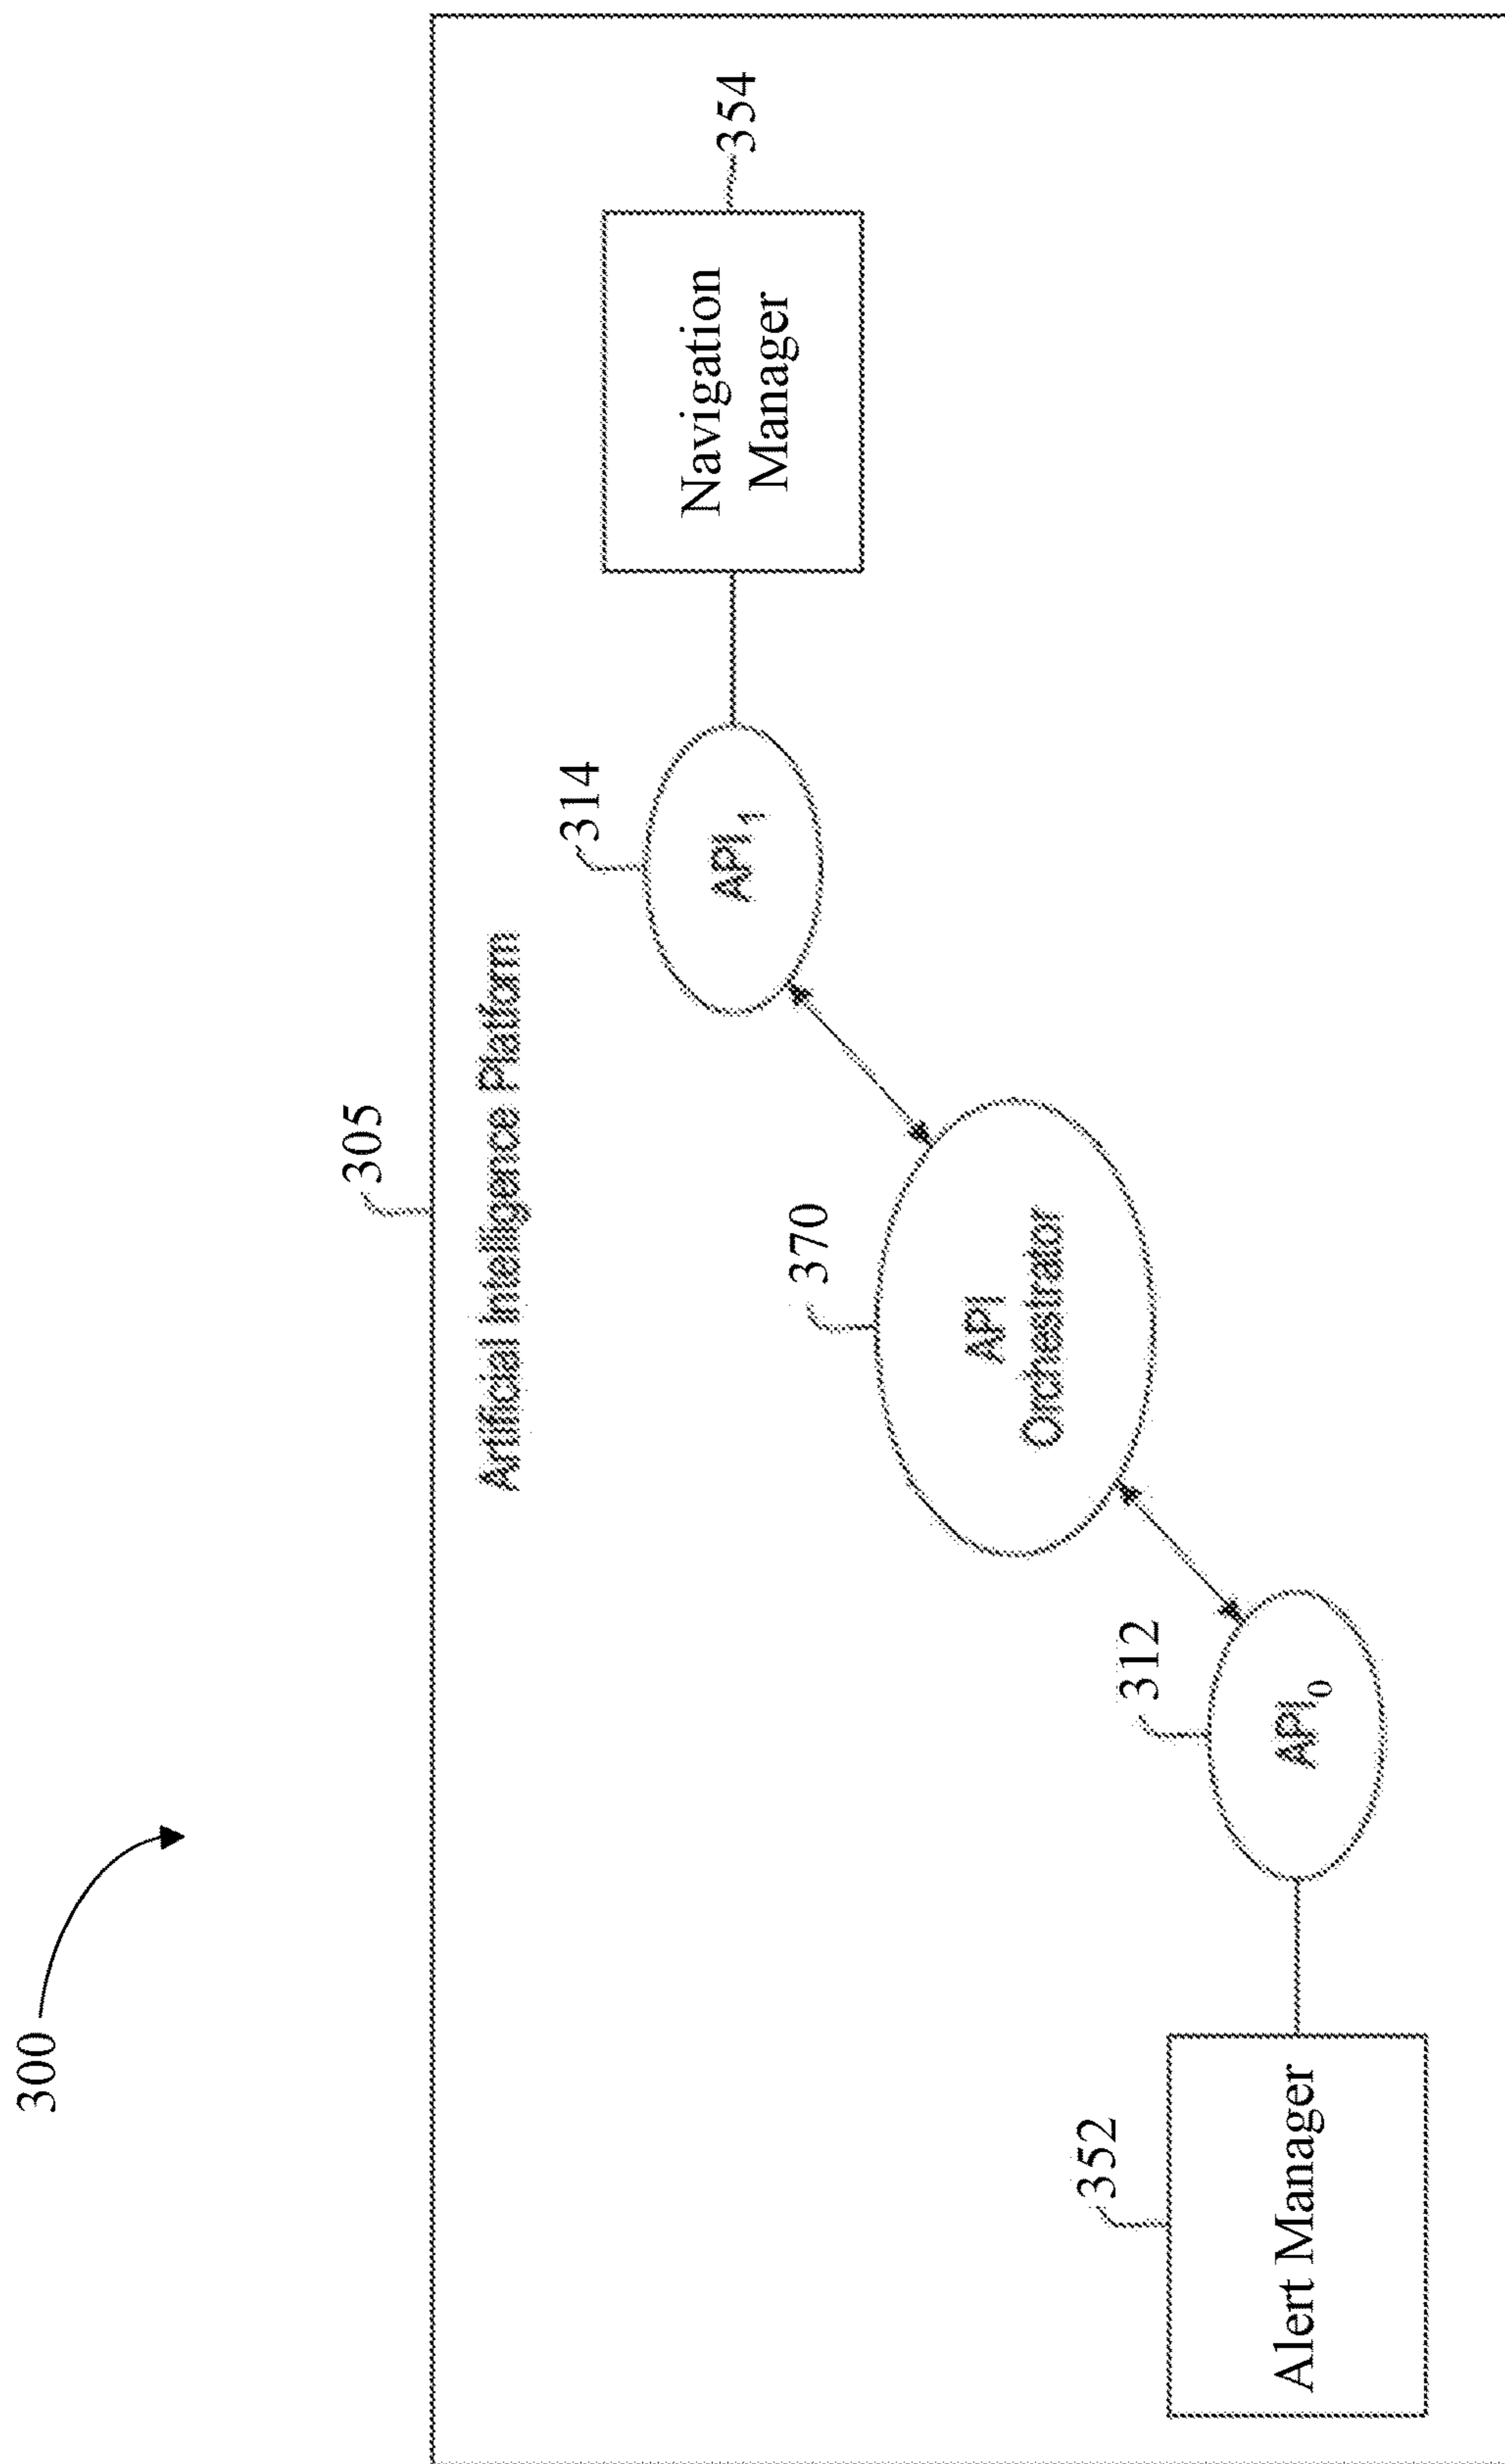 300
305
Artificial Intelligence Platform
314
354
API1
Navigation
Manager
370
API
Orchestrator
312
352
API0
Alert Manager